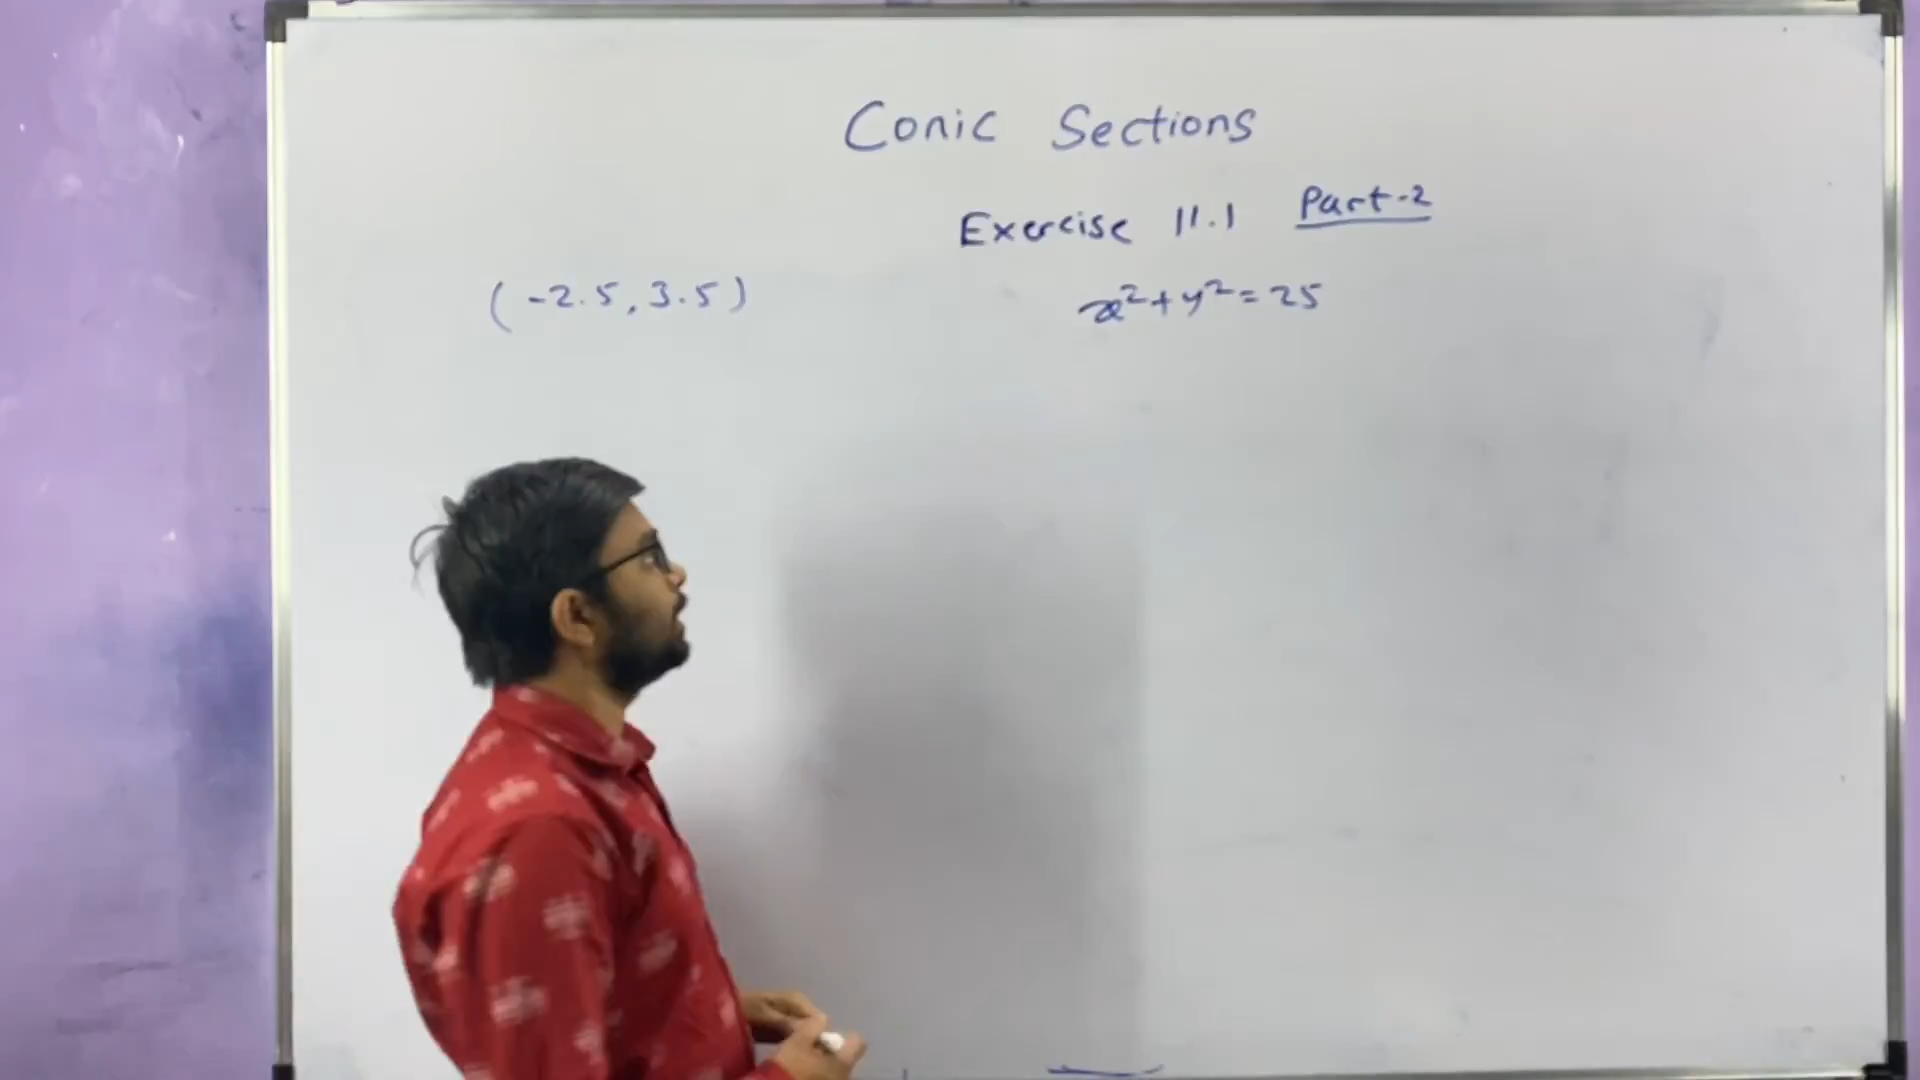 Conic Sections
Exercise 11.1 Part-2
(-2.5, 3.5) x²+y²=25